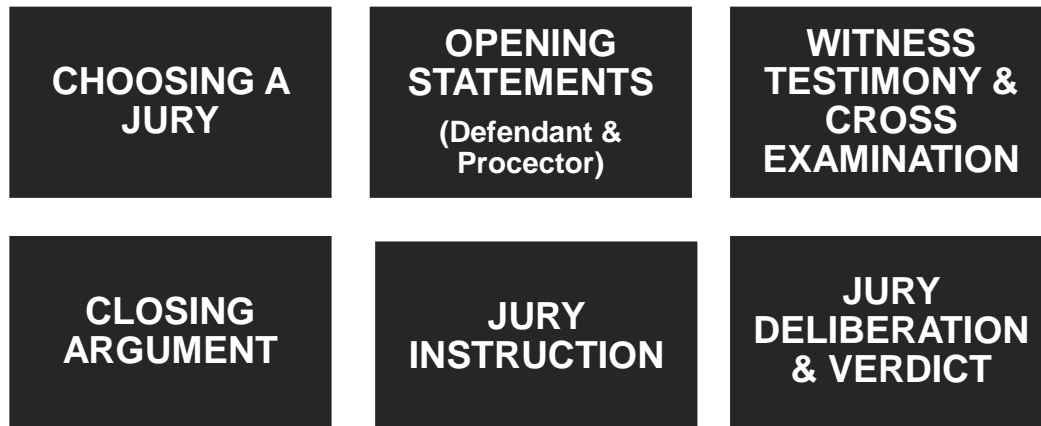 CHOOSING A
JURY
OPENING
STATEMENTS
(Defendant &
Procector)
WITNESS
TESTIMONY &
CROSS
EXAMINATION
CLOSING
ARGUMENT
JURY
INSTRUCTION
JURY
DELIBERATION
& VERDICT